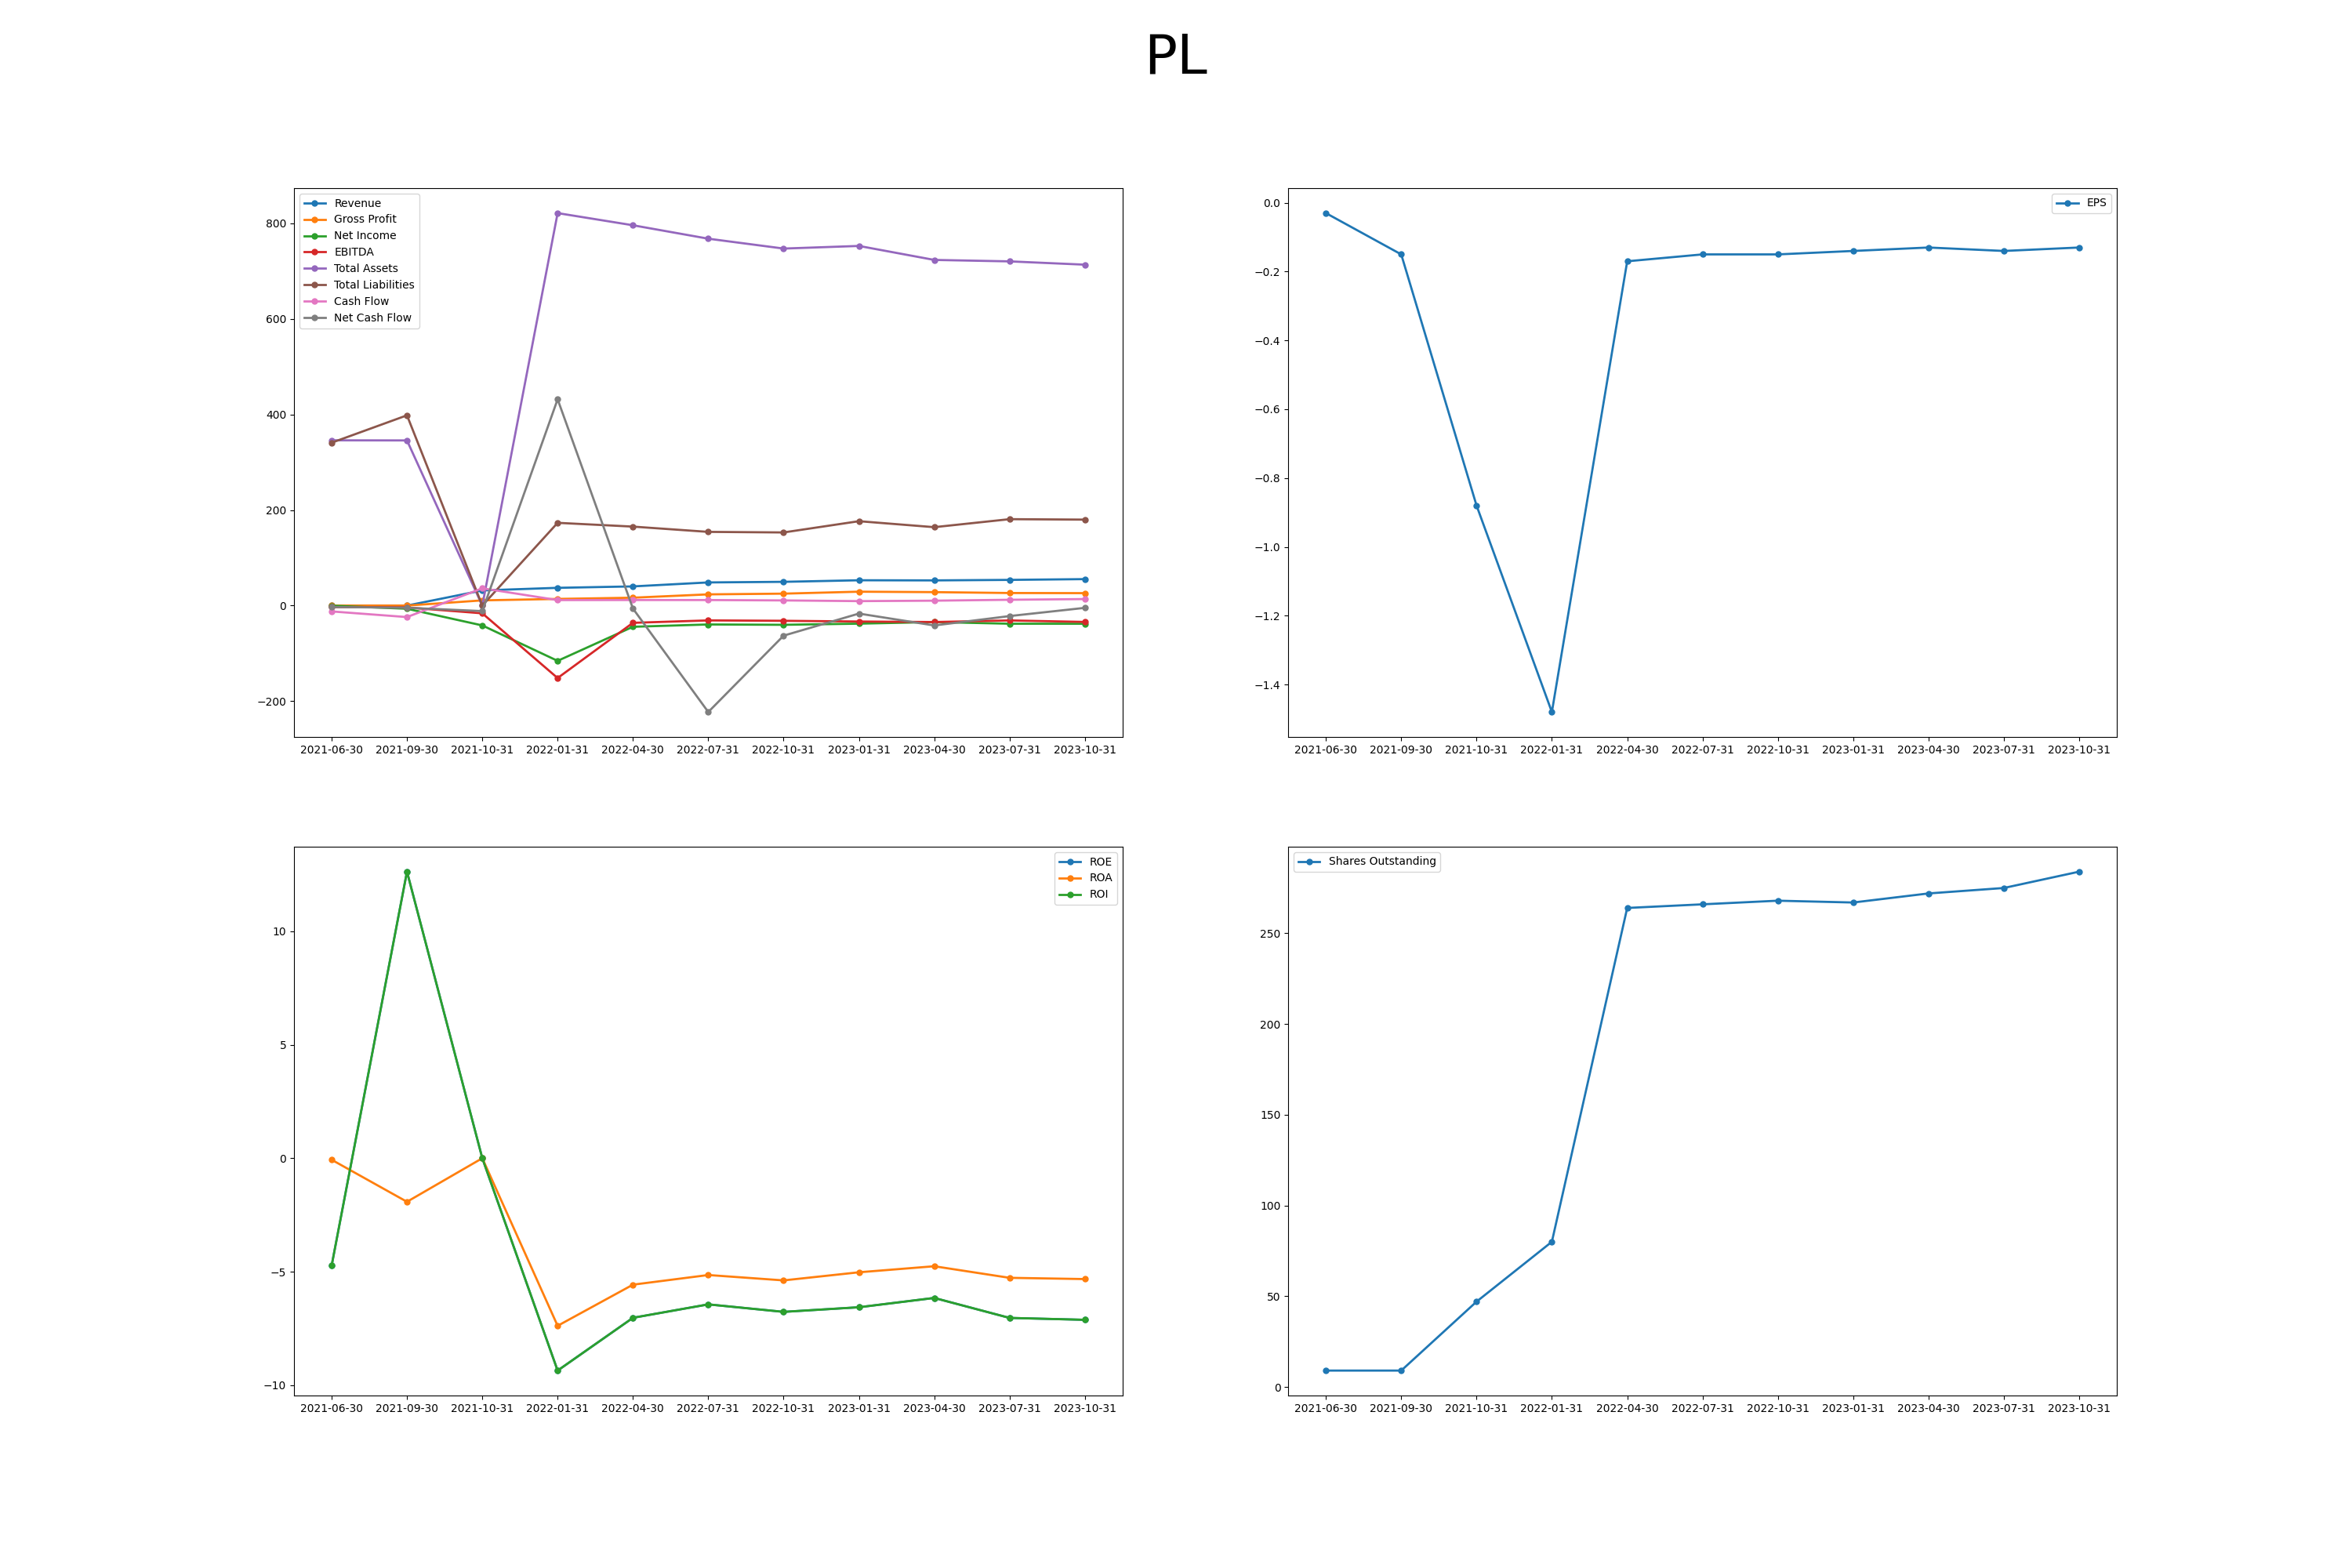 PL
Revenue
Gross Profit
Net Income
EBITDA
Total Assets
Total Liabilities
Cash Flow
Net Cash Flow
800
600
400
200
0
−200
2021-06-30 2021-09-30 2021-10-31 2022-01-31 2022-04-30 2022-07-31 2022-10-31 2023-01-31 2023-04-30 2023-07-31 2023-10-31
EPS
0.0
−0.2
−0.4
−0.6
−0.8
−1.0
−1.2
−1.4
2021-06-30 2021-09-30 2021-10-31 2022-01-31 2022-04-30 2022-07-31 2022-10-31 2023-01-31 2023-04-30 2023-07-31 2023-10-31
ROE
ROA
ROI
10
5
0
−5
−10
2021-06-30 2021-09-30 2021-10-31 2022-01-31 2022-04-30 2022-07-31 2022-10-31 2023-01-31 2023-04-30 2023-07-31 2023-10-31
Shares Outstanding
250
200
150
100
50
0
2021-06-30 2021-09-30 2021-10-31 2022-01-31 2022-04-30 2022-07-31 2022-10-31 2023-01-31 2023-04-30 2023-07-31 2023-10-31